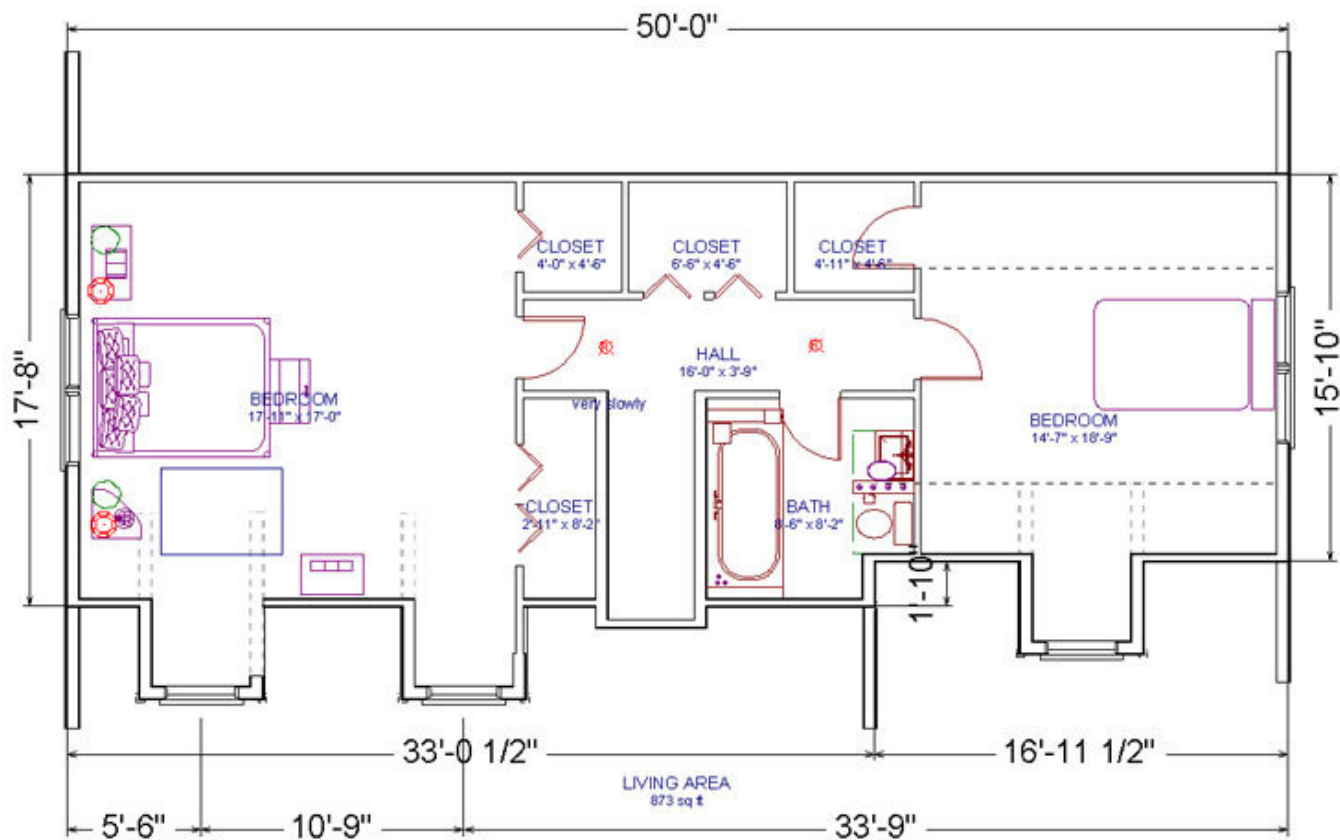 50'-0"
CLOSET
4'-0" x 4'-6"
CLOSET
6'-6" x 4'-6"
CLOSET
4'-11" x 4'-6"
17'-8"
15'-10"
HALL
16'-0" x 3'-9"
BEDROOM
17'-11" x 17'-0"
very slowly
BEDROOM
14'-7" x 18'-9"
CLOSET
2'-11" x 8'-2"
BATH
8'-6" x 8'-2"
1'-10"
33'-0 1/2"
16'-11 1/2"
LIVING AREA
873 sq ft
5'-6"
10'-9"
33'-9"